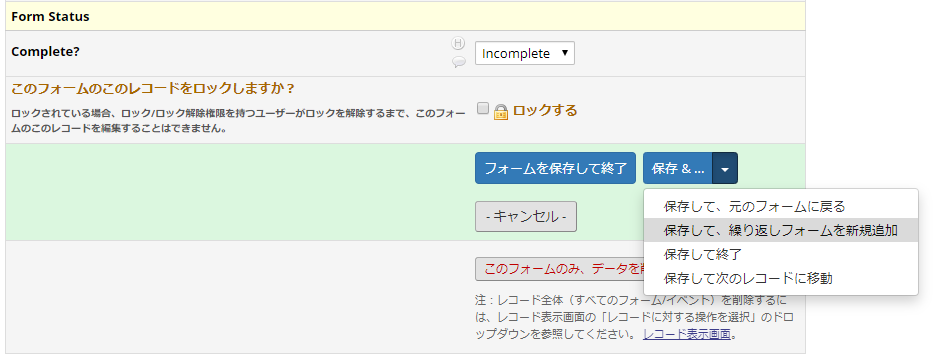 Form Status
Complete?
H
Incomplete
このフォームのこのレコードをロックしますか？
ロックされている場合、ロック/ロック解除権限を持つユーザーがロックを解除するまで、このフォー
ムのこのレコードを編集することはできません。
ロックする
フォームを保存して終了
保存 & ...
保存して、元のフォームに戻る
- キャンセル -
保存して、繰り返しフォームを新規追加
保存して終了
保存して次のレコードに移動
このフォームのみ、データを
注：レコード全体（すべてのフォーム/イベント）を削除するに
は、レコード表示画面の「レコードに対する操作を選択」のドロ
ップダウンを参照してください。 レコード表示画面。